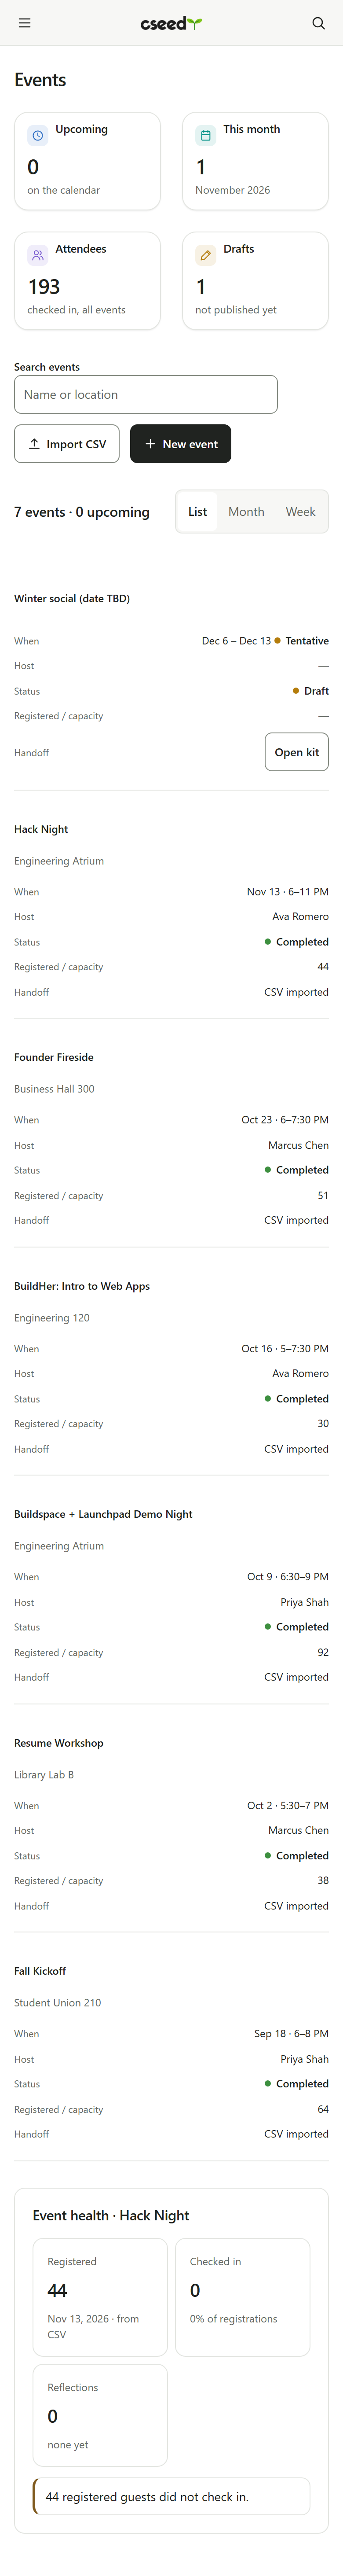 cseed
Events
Upcoming
0
on the calendar
This month
1
November 2026
Attendees
193
checked in, all events
Drafts
1
not published yet
Search events
Name or location
Import CSV
New event
7 events · 0 upcoming
List Month Week
Winter social (date TBD)
When Dec 6 – Dec 13 Tentative
Host —
Status Draft
Registered / capacity —
Handoff Open kit
Hack Night
Engineering Atrium
When Nov 13 · 6–11 PM
Host Ava Romero
Status Completed
Registered / capacity 44
Handoff CSV imported
Founder Fireside
Business Hall 300
When Oct 23 · 6–7:30 PM
Host Marcus Chen
Status Completed
Registered / capacity 51
Handoff CSV imported
BuildHer: Intro to Web Apps
Engineering 120
When Oct 16 · 5–7:30 PM
Host Ava Romero
Status Completed
Registered / capacity 30
Handoff CSV imported
Buildspace + Launchpad Demo Night
Engineering Atrium
When Oct 9 · 6:30–9 PM
Host Priya Shah
Status Completed
Registered / capacity 92
Handoff CSV imported
Resume Workshop
Library Lab B
When Oct 2 · 5:30–7 PM
Host Marcus Chen
Status Completed
Registered / capacity 38
Handoff CSV imported
Fall Kickoff
Student Union 210
When Sep 18 · 6–8 PM
Host Priya Shah
Status Completed
Registered / capacity 64
Handoff CSV imported
Event health · Hack Night
Registered
44
Nov 13, 2026 · from
CSV
Checked in
0
0% of registrations
Reflections
0
none yet
44 registered guests did not check in.